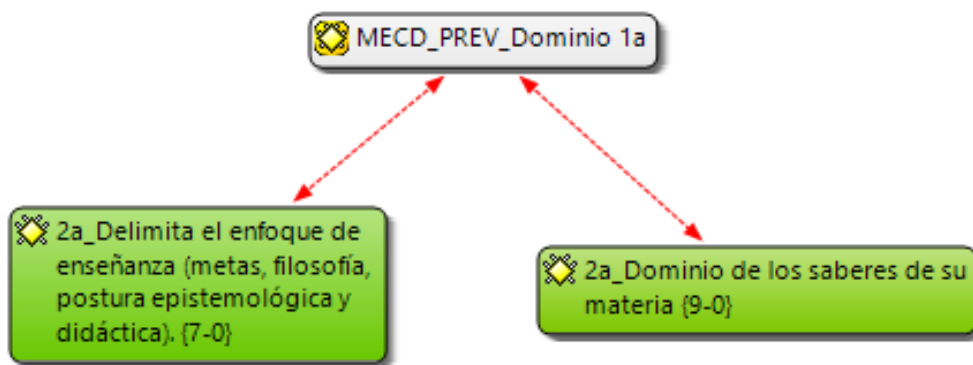 MECD_PREV_Dominio 1a
2a_Delimita el enfoque de
enseñanza (metas, filosofía,
postura epistemológica y
didáctica). {7-0}
2a_Dominio de los saberes de su
materia {9-0}